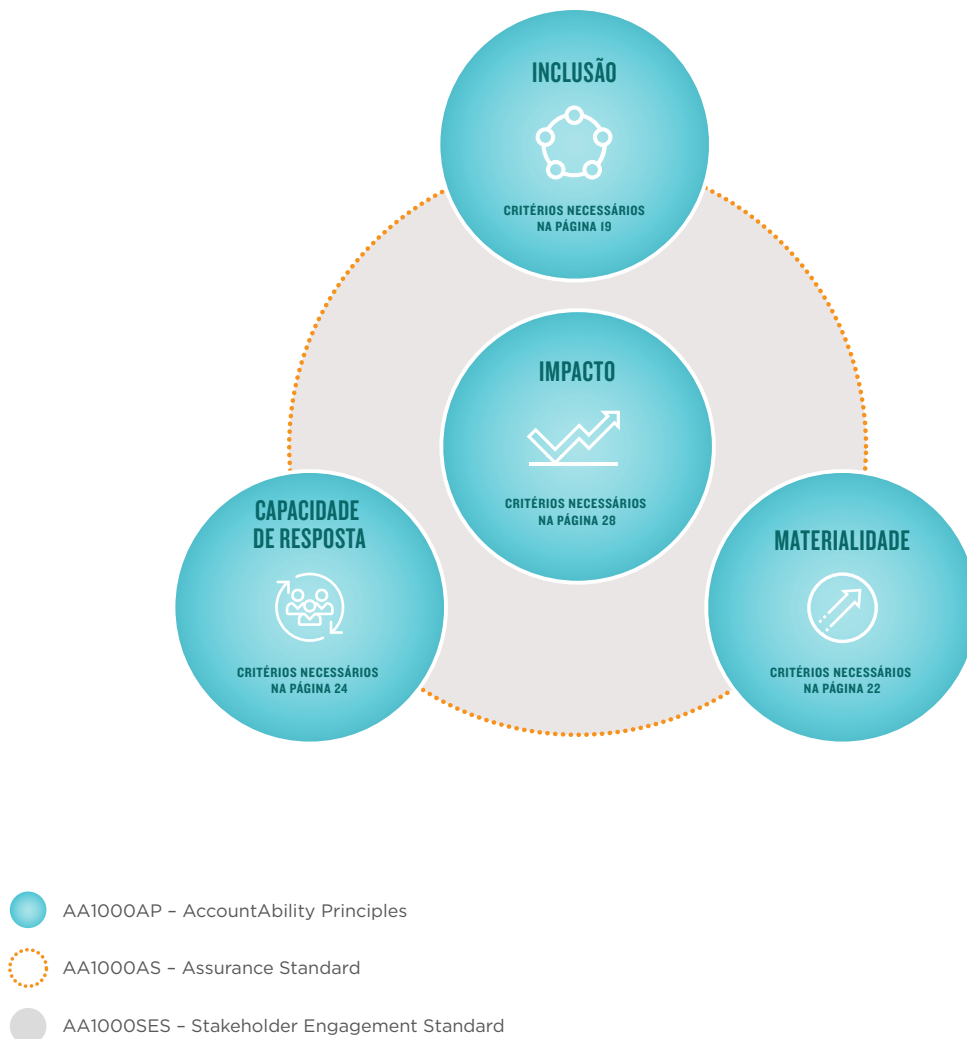 INCLUSÃO
CRITÉRIOS NECESSÁRIOS
NA PÁGINA 19
IMPACTO
CRITÉRIOS NECESSÁRIOS
NA PÁGINA 28
CAPACIDADE
DE RESPOSTA
CRITÉRIOS NECESSÁRIOS
NA PÁGINA 24
MATERIALIDADE
CRITÉRIOS NECESSÁRIOS
NA PÁGINA 22
AA1000AP – AccountAbility Principles
AA1000AS – Assurance Standard
AA1000SES – Stakeholder Engagement Standard